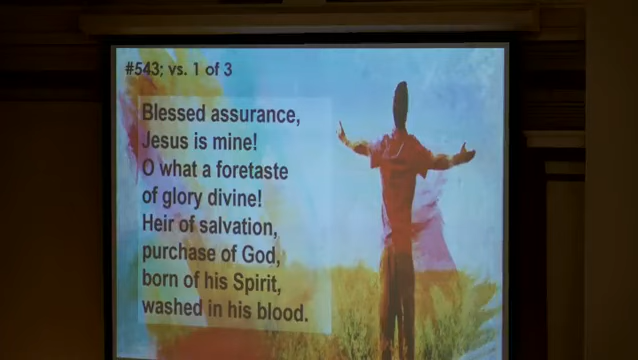 #543; vs. 1 of 3
Blessed assurance,
Jesus is mine!
O what a foretaste
of glory divine!
Heir of salvation,
purchase of God,
born of his Spirit,
washed in his blood.